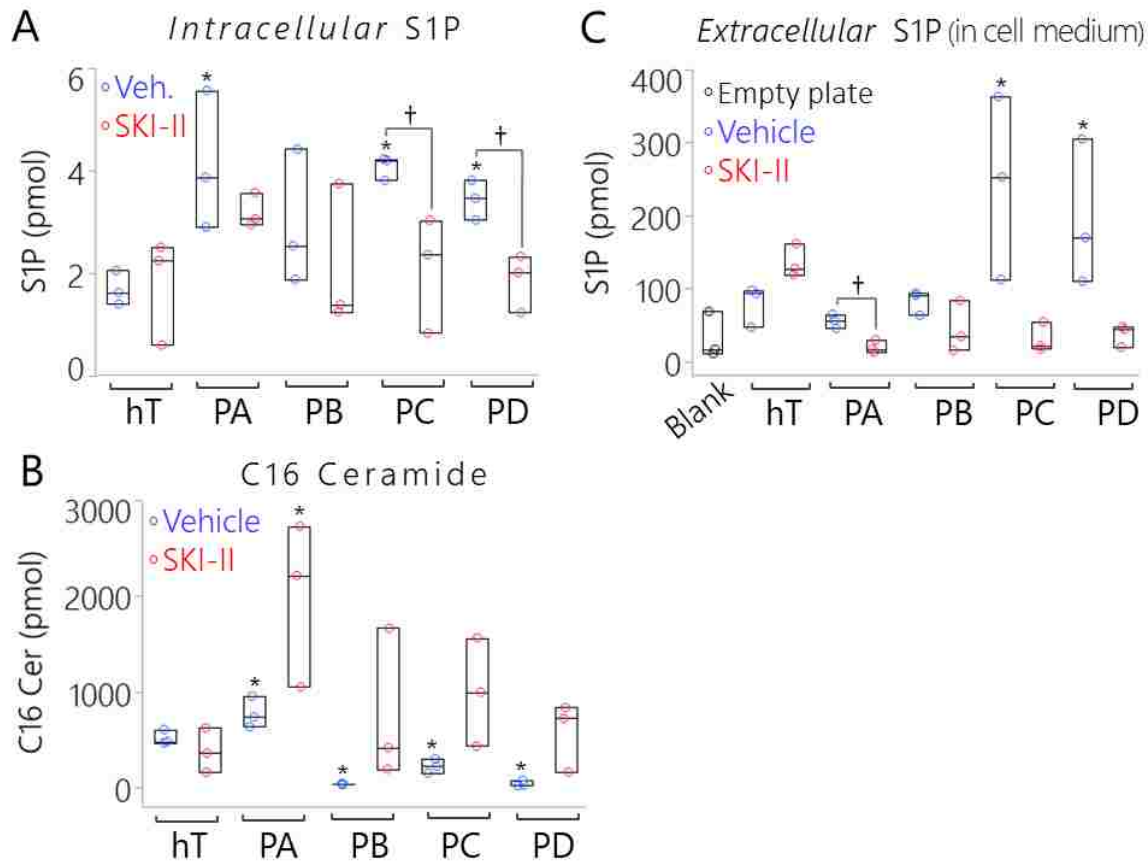 A
Intracellular S1P
S1P (pmol)
6
4
2
0
Veh.
SKI-II
*
†
*
†
*
hT PA PB PC PD
C
Extracellular S1P (in cell medium)
S1P (pmol)
400
300
200
100
0
Empty plate
Vehicle
SKI-II
†
*
*
Blank hT PA PB PC PD
B
C16 Ceramide
C16 Cer (pmol)
3000
2000
1000
0
Vehicle
SKI-II
*
*
*
*
*
hT PA PB PC PD